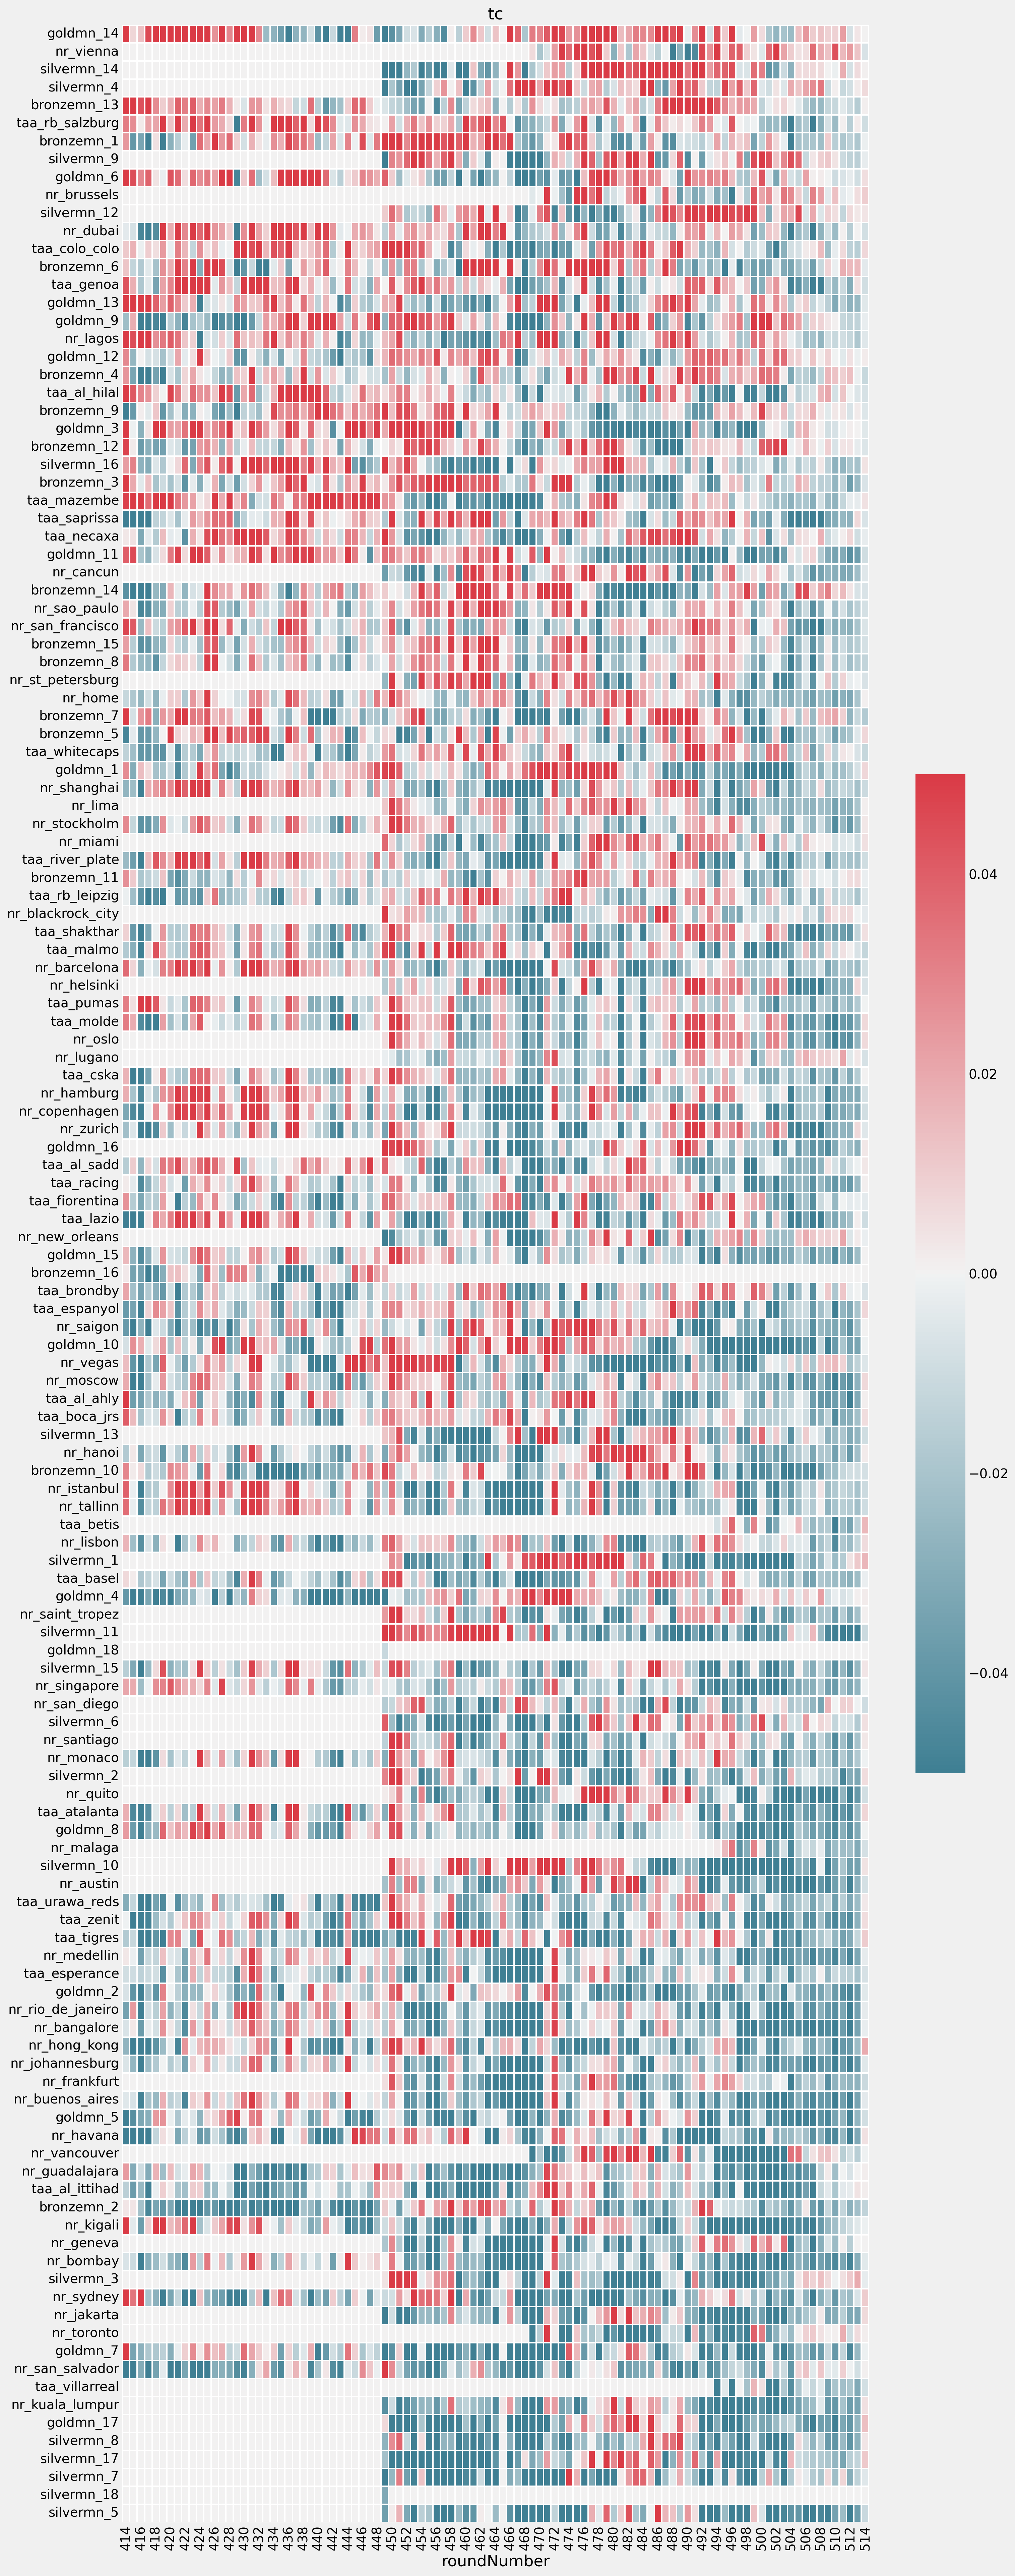 tc
goldmn_14
nr_vienna
silvermn_14
silvermn_4
bronzemn_13
taa_rb_salzburg
bronzemn_1
silvermn_9
goldmn_6
nr_brussels
silvermn_12
nr_dubai
taa_colo_colo
bronzemn_6
taa_genoa
goldmn_13
goldmn_9
nr_lagos
goldmn_12
bronzemn_4
taa_al_hilal
bronzemn_9
goldmn_3
bronzemn_12
silvermn_16
bronzemn_3
taa_mazembe
taa_saprissa
taa_necaxa
goldmn_11
nr_cancun
bronzemn_14
nr_sao_paulo
nr_san_francisco
bronzemn_15
bronzemn_8
nr_st_petersburg
nr_home
bronzemn_7
bronzemn_5
taa_whitecaps
goldmn_1
nr_shanghai
nr_lima
nr_stockholm
nr_miami
taa_river_plate
bronzemn_11
taa_rb_leipzig
nr_blackrock_city
taa_shakthar
taa_malmo
nr_barcelona
nr_helsinki
taa_pumas
taa_molde
nr_oslo
nr_lugano
taa_cska
nr_hamburg
nr_copenhagen
nr_zurich
goldmn_16
taa_al_sadd
taa_racing
taa_fiorentina
taa_lazio
nr_new_orleans
goldmn_15
bronzemn_16
taa_brondby
taa_espanyol
nr_saigon
goldmn_10
nr_vegas
nr_moscow
taa_al_ahly
taa_boca_jrs
silvermn_13
nr_hanoi
bronzemn_10
nr_istanbul
nr_tallinn
taa_betis
nr_lisbon
silvermn_1
taa_basel
goldmn_4
nr_saint_tropez
silvermn_11
goldmn_18
silvermn_15
nr_singapore
nr_san_diego
silvermn_6
nr_santiago
nr_monaco
silvermn_2
nr_quito
taa_atalanta
goldmn_8
nr_malaga
silvermn_10
nr_austin
taa_urawa_reds
taa_zenit
taa_tigres
nr_medellin
taa_esperance
goldmn_2
nr_rio_de_janeiro
nr_bangalore
nr_hong_kong
nr_johannesburg
nr_frankfurt
nr_buenos_aires
goldmn_5
nr_havana
nr_vancouver
nr_guadalajara
taa_al_ittihad
bronzemn_2
nr_kigali
nr_geneva
nr_bombay
silvermn_3
nr_sydney
nr_jakarta
nr_toronto
goldmn_7
nr_san_salvador
taa_villarreal
nr_kuala_lumpur
goldmn_17
silvermn_8
silvermn_17
silvermn_7
silvermn_18
silvermn_5
414 416 418 420 422 424 426 428 430 432 434 436 438 440 442 444 446 448 450 452 454 456 458 460 462 464 466 468 470 472 474 476 478 480 482 484 486 488 490 492 494 496 498 500 502 504 506 508 510 512 514
roundNumber
0.04
0.02
0.00
−0.02
−0.04